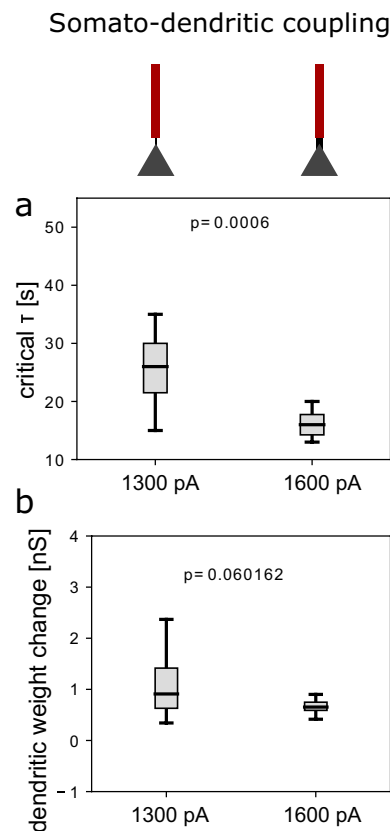 Somato-dendritic coupling
a
p=0.0006
critical τ [s]
50
40
30
20
10
1300 pA
1600 pA
b
p=0.060162
dendritic weight change [nS]
4
3
2
1
0
−1
1300 pA
1600 pA